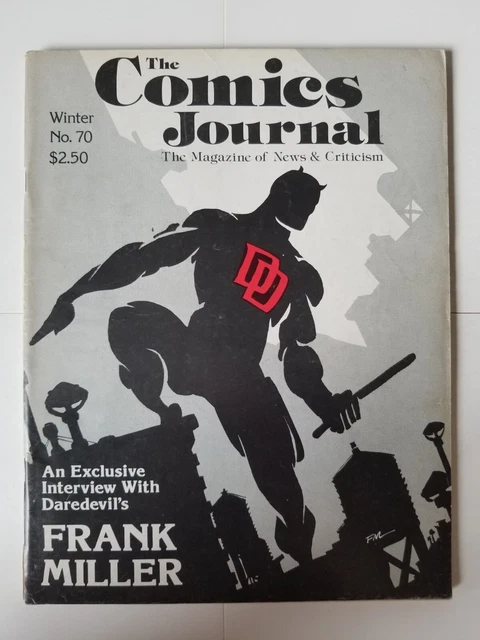 The
Comics
Journal
The Magazine of News & Criticism
Winter
No. 70
$2.50
DD
An Exclusive
Interview With
Daredevil's
FRANK
MILLER
FM